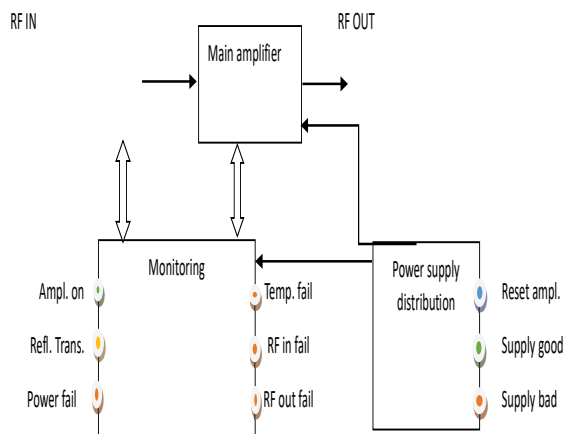 RF IN
RF OUT
Main amplifier
Monitoring
Power supply
distribution
Ampl. on
Refl. Trans.
Power fail
Temp. fail
RF in fail
RF out fail
Reset ampl.
Supply good
Supply bad